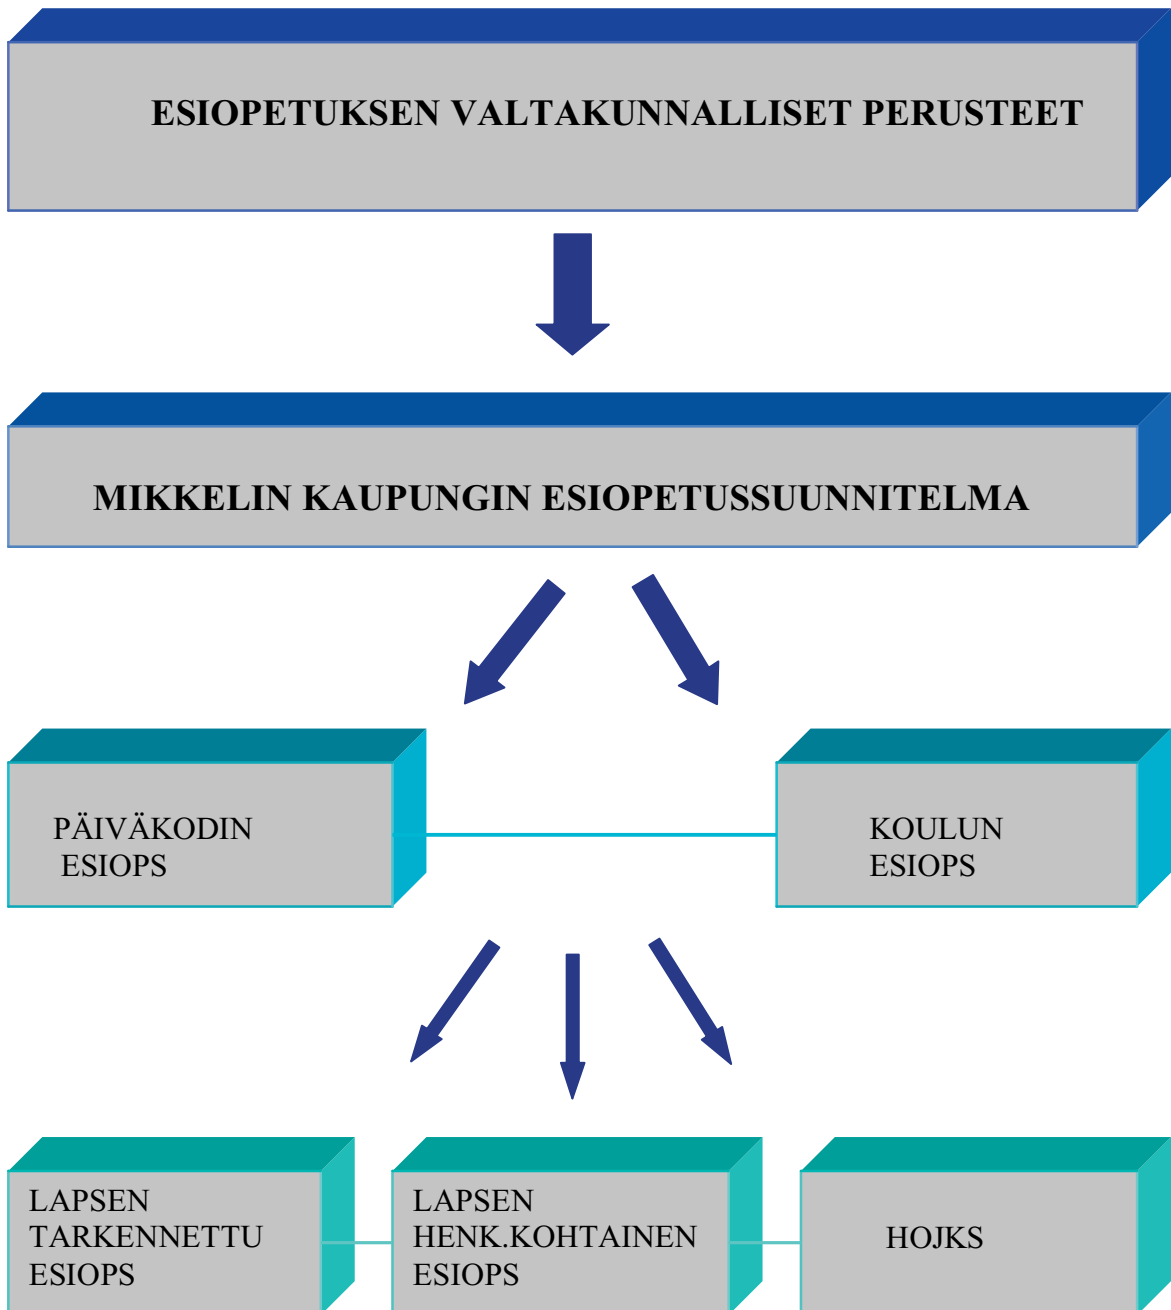 ESIOPETUKSEN VALTAKUNNALLISET PERUSTEET
MIKKELIN KAUPUNGIN ESIOPETUSSUUNNITELMA
PÄIVÄKODIN
ESIOPS
KOULUN
ESIOPS
LAPSEN
TARKENNETTU
ESIOPS
LAPSEN
HENK.KOHTAINEN
ESIOPS
HOJKS